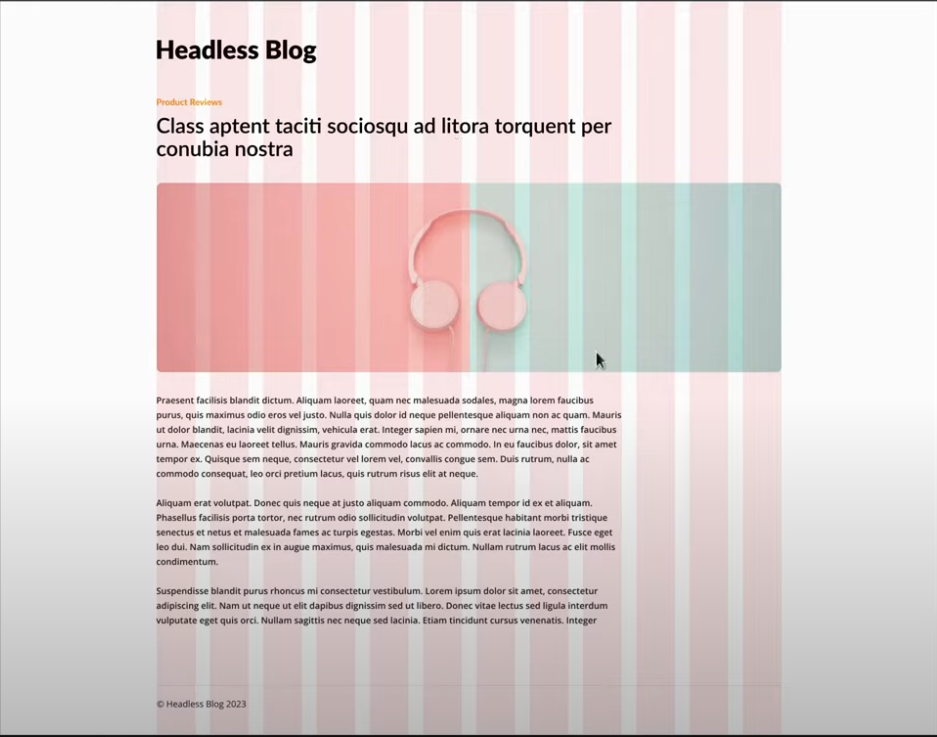 Headless Blog
Product Reviews
Class aptent taciti sociosqu ad litora torquent per
conubia nostra
Praesent facilisis blandit dictum. Aliquam laoreet, quam nec malesuada sodales, magna lorem faucibus
purus, quis maximus odio eros vel justo. Nulla quis dolor id neque pellentesque aliquam non ac quam. Mauris
ut dolor blandit, lacinia velit dignissim, vehicula erat. Integer sapien mi, ornare nec urna nec, mattis faucibus
urna. Maecenas eu laoreet tellus. Mauris gravida commodo lacus ac commodo. In eu faucibus dolor, sit amet
tempor ex. Quisque sem neque, consectetur vel lorem vel, convallis congue sem. Duis rutrum, nulla ac
commodo consequat, leo orci pretium lacus, quis rutrum risus elit at neque.
Aliquam erat volutpat. Donec quis neque at justo aliquam commodo. Aliquam tempor id ex et aliquam.
Phasellus facilisis porta tortor, nec rutrum odio sollicitudin volutpat. Pellentesque habitant morbi tristique
senectus et netus et malesuada fames ac turpis egestas. Morbi vel enim quis erat lacinia laoreet. Fusce eget
leo dui. Nam sollicitudin ex in augue maximus, quis malesuada mi dictum. Nullam rutrum lacus ac elit mollis
condimentum.
Suspendisse blandit purus rhoncus mi consectetur vestibulum. Lorem ipsum dolor sit amet, consectetur
adipiscing elit. Nam ut neque ut elit dapibus dignissim sed ut libero. Donec vitae lectus sed ligula interdum
vulputate eget quis orci. Nullam sagittis nec neque sed lacinia. Etiam tincidunt cursus venenatis. Integer
© Headless Blog 2023